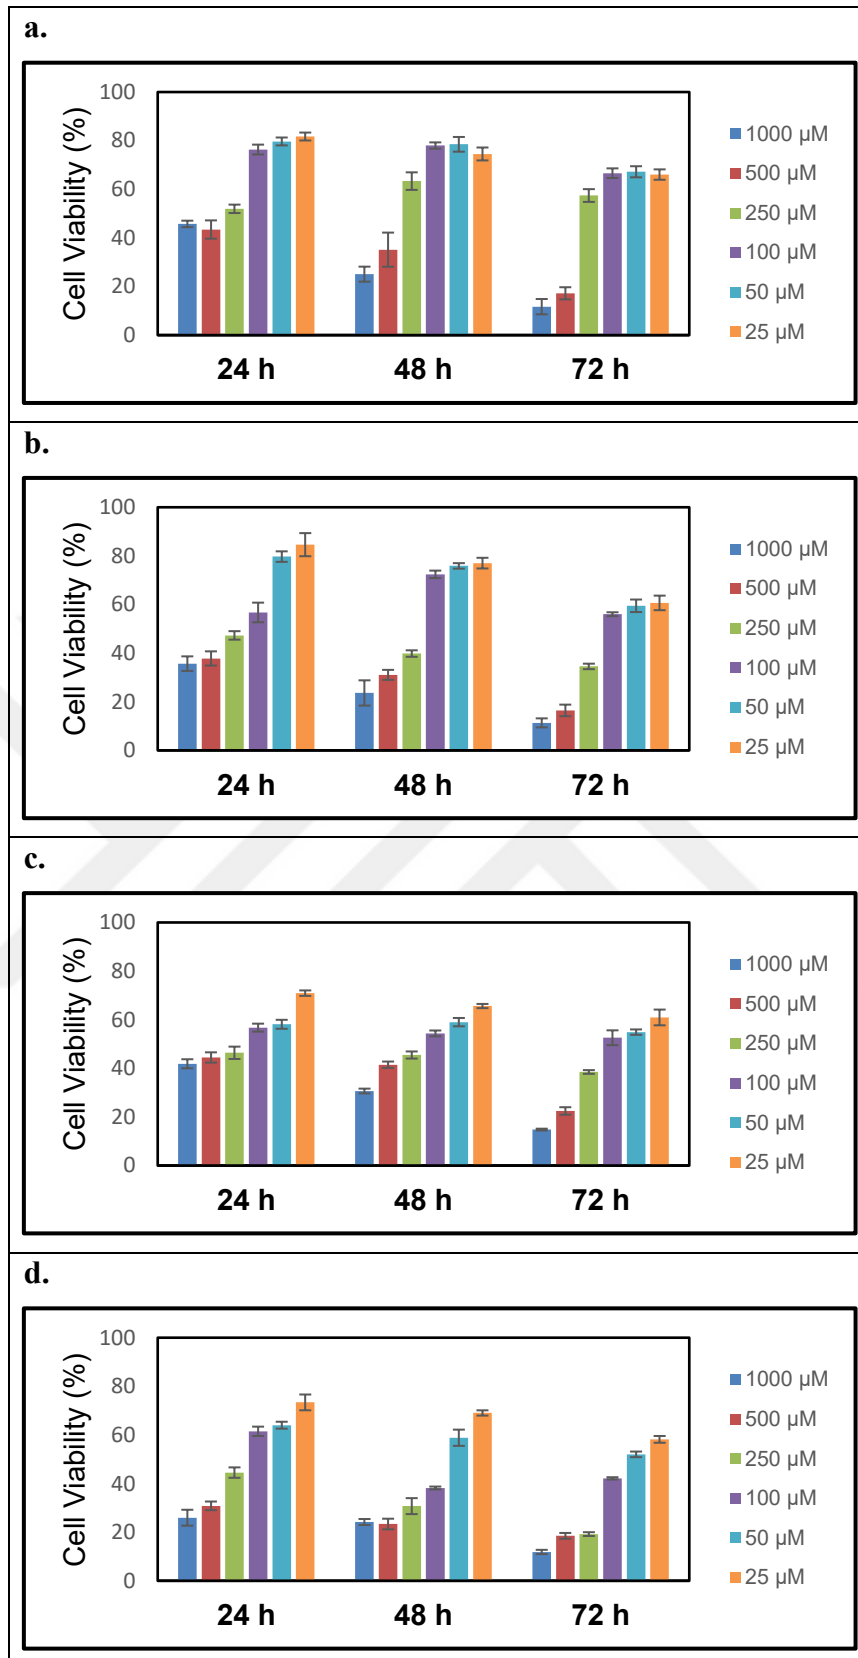 a.
Cell Viability (%)
100
80
60
40
20
0
24 h 48 h 72 h
1000 µM
500 µM
250 µM
100 µM
50 µM
25 µM
b.
Cell Viability (%)
100
80
60
40
20
0
24 h 48 h 72 h
1000 µM
500 µM
250 µM
100 µM
50 µM
25 µM
c.
Cell Viability (%)
100
80
60
40
20
0
24 h 48 h 72 h
1000 µM
500 µM
250 µM
100 µM
50 µM
25 µM
d.
Cell Viability (%)
100
80
60
40
20
0
24 h 48 h 72 h
1000 µM
500 µM
250 µM
100 µM
50 µM
25 µM